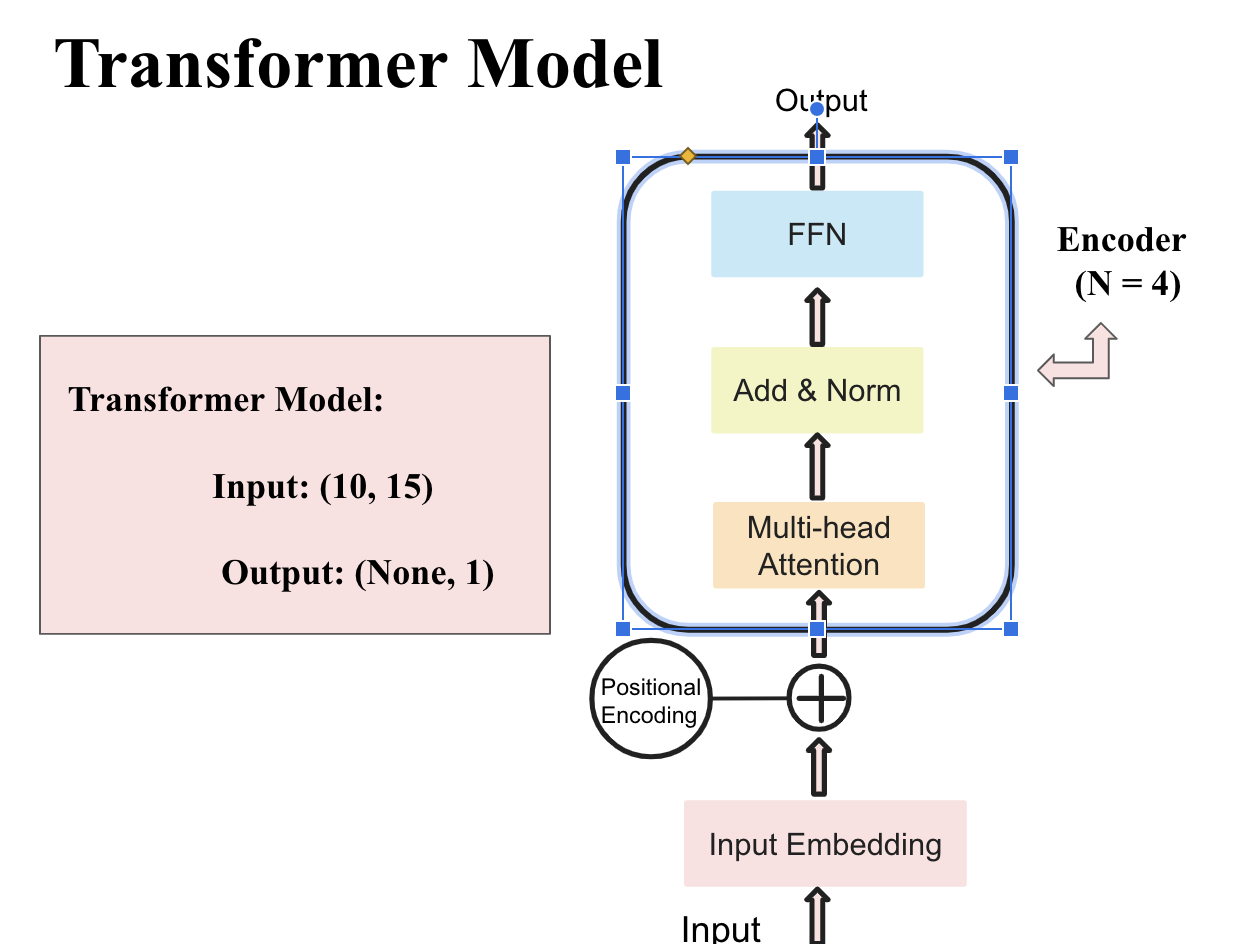 Transformer Model
Output
FFN
Encoder
(N = 4)
Add & Norm
Transformer Model:
Input: (10, 15)
Output: (None, 1)
Multi-head
Attention
Positional
Encoding
Input Embedding
Input